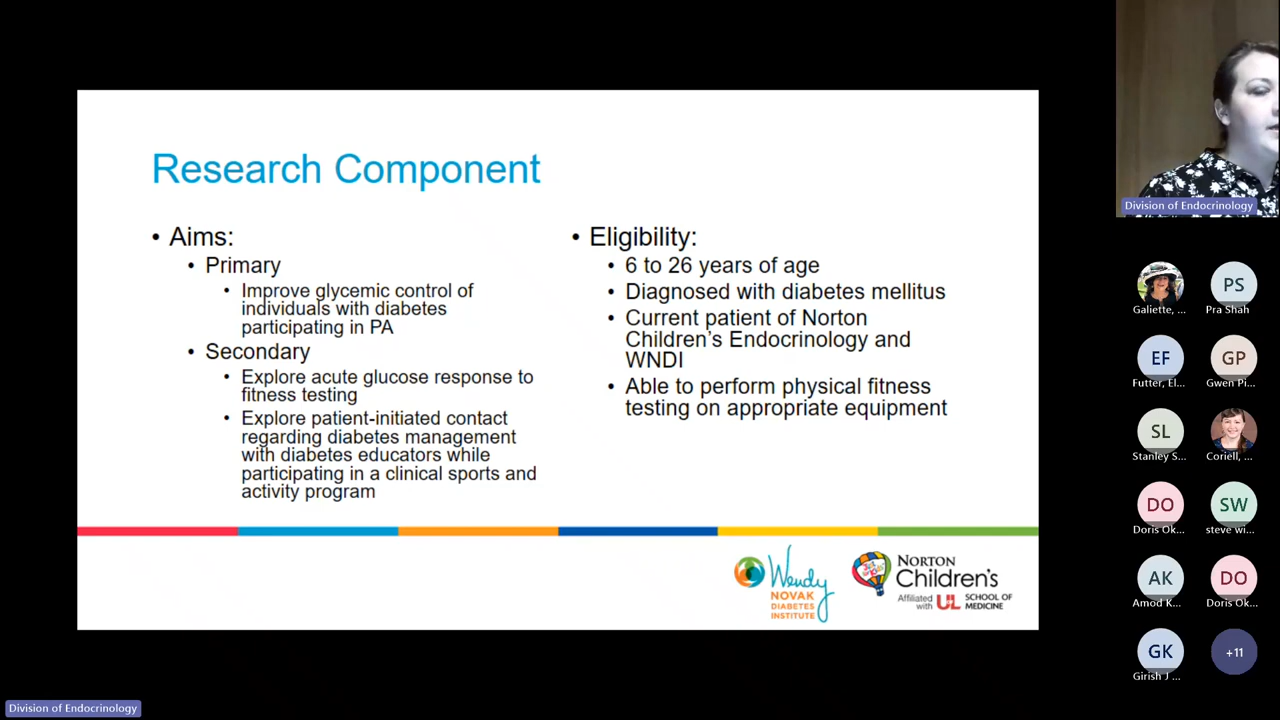 Research Component
• Aims:
• Primary
• Improve glycemic control of
individuals with diabetes
participating in PA
• Secondary
• Explore acute glucose response to
fitness testing
• Explore patient-initiated contact
regarding diabetes management
with diabetes educators while
participating in a clinical sports and
activity program
• Eligibility:
• 6 to 26 years of age
• Diagnosed with diabetes mellitus
• Current patient of Norton
Children's Endocrinology and
WNDI
• Able to perform physical fitness
testing on appropriate equipment
Wendy
NOVAK
DIABETES
INSTITUTE
NORTON
Children's
Affiliated
with
UL
SCHOOL OF
MEDICINE
Division of Endocrinology
Galiette, ...
PS
Pra Shah
EF
Futter, El...
GP
Gwen Pi...
SL
Stanley S...
Coriell, ...
DO
Doris Ok...
SW
steve wi...
AK
Amod K...
DO
Doris Ok...
GK
Girish J ...
+11
Division of Endocrinology